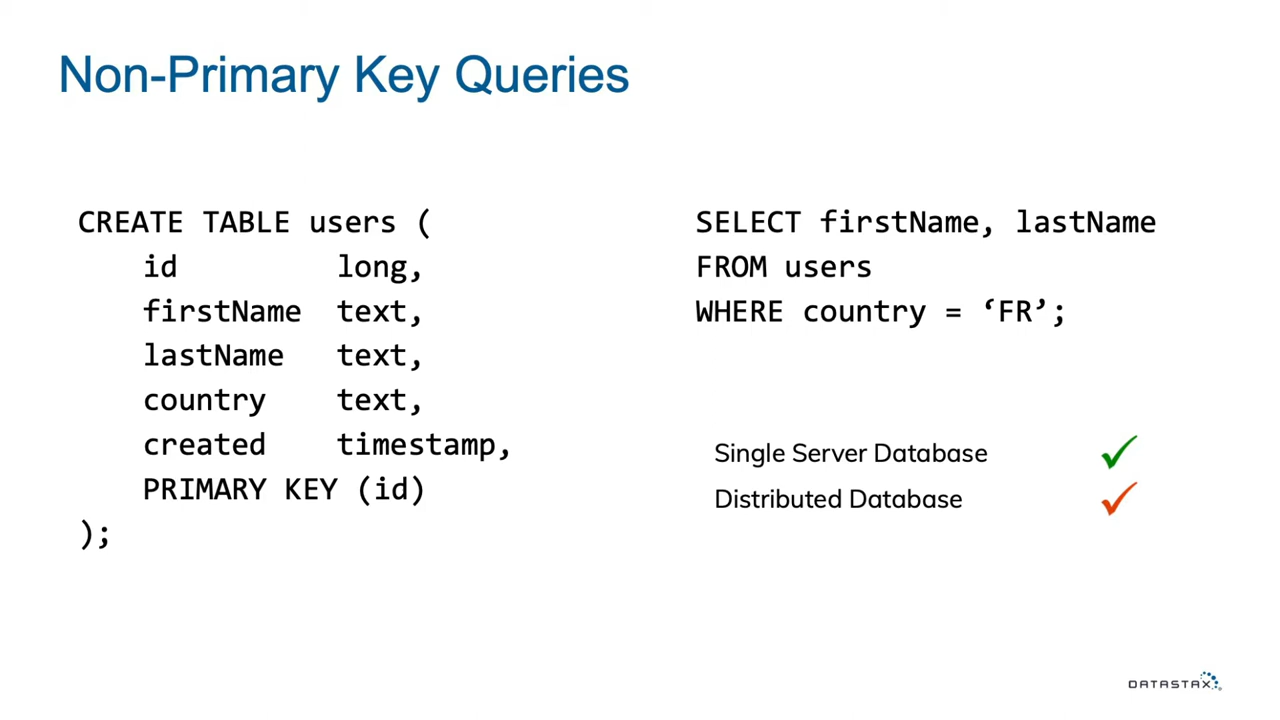 Non-Primary Key Queries
CREATE TABLE users (
id long,
firstName text,
lastName text,
country text,
created timestamp,
PRIMARY KEY (id)
);
SELECT firstName, lastName
FROM users
WHERE country = ‘FR’;
Single Server Database
Distributed Database
DATASTAX